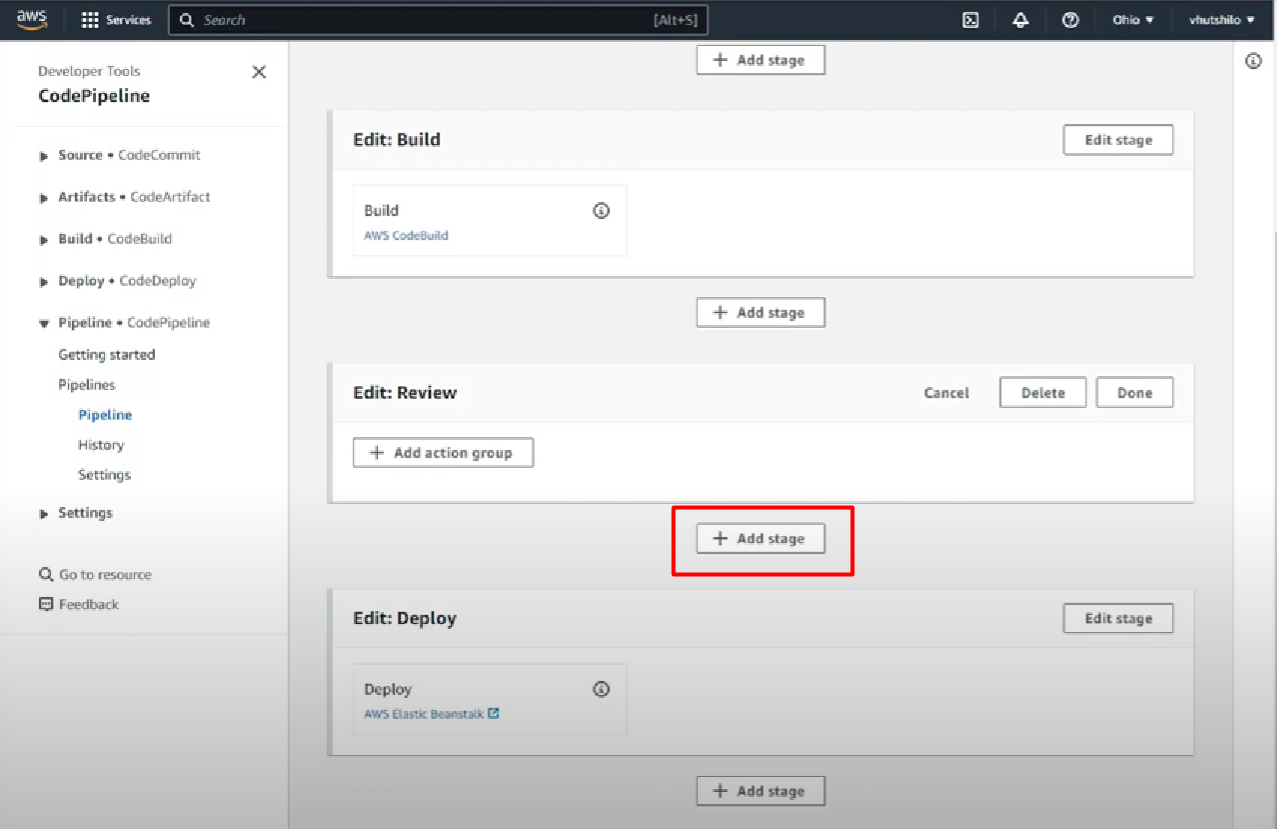 aws Services Search [Alt+S] Ohio vhutshilo
Developer Tools
CodePipeline
Source • CodeCommit
Artifacts • CodeArtifact
Build • CodeBuild
Deploy • CodeDeploy
Pipeline • CodePipeline
Getting started
Pipelines
Pipeline
History
Settings
Settings
Go to resource
Feedback
+ Add stage
Edit: Build Edit stage
Build
AWS CodeBuild
+ Add stage
Edit: Review Cancel Delete Done
+ Add action group
+ Add stage
Edit: Deploy Edit stage
Deploy
AWS Elastic Beanstalk
+ Add stage